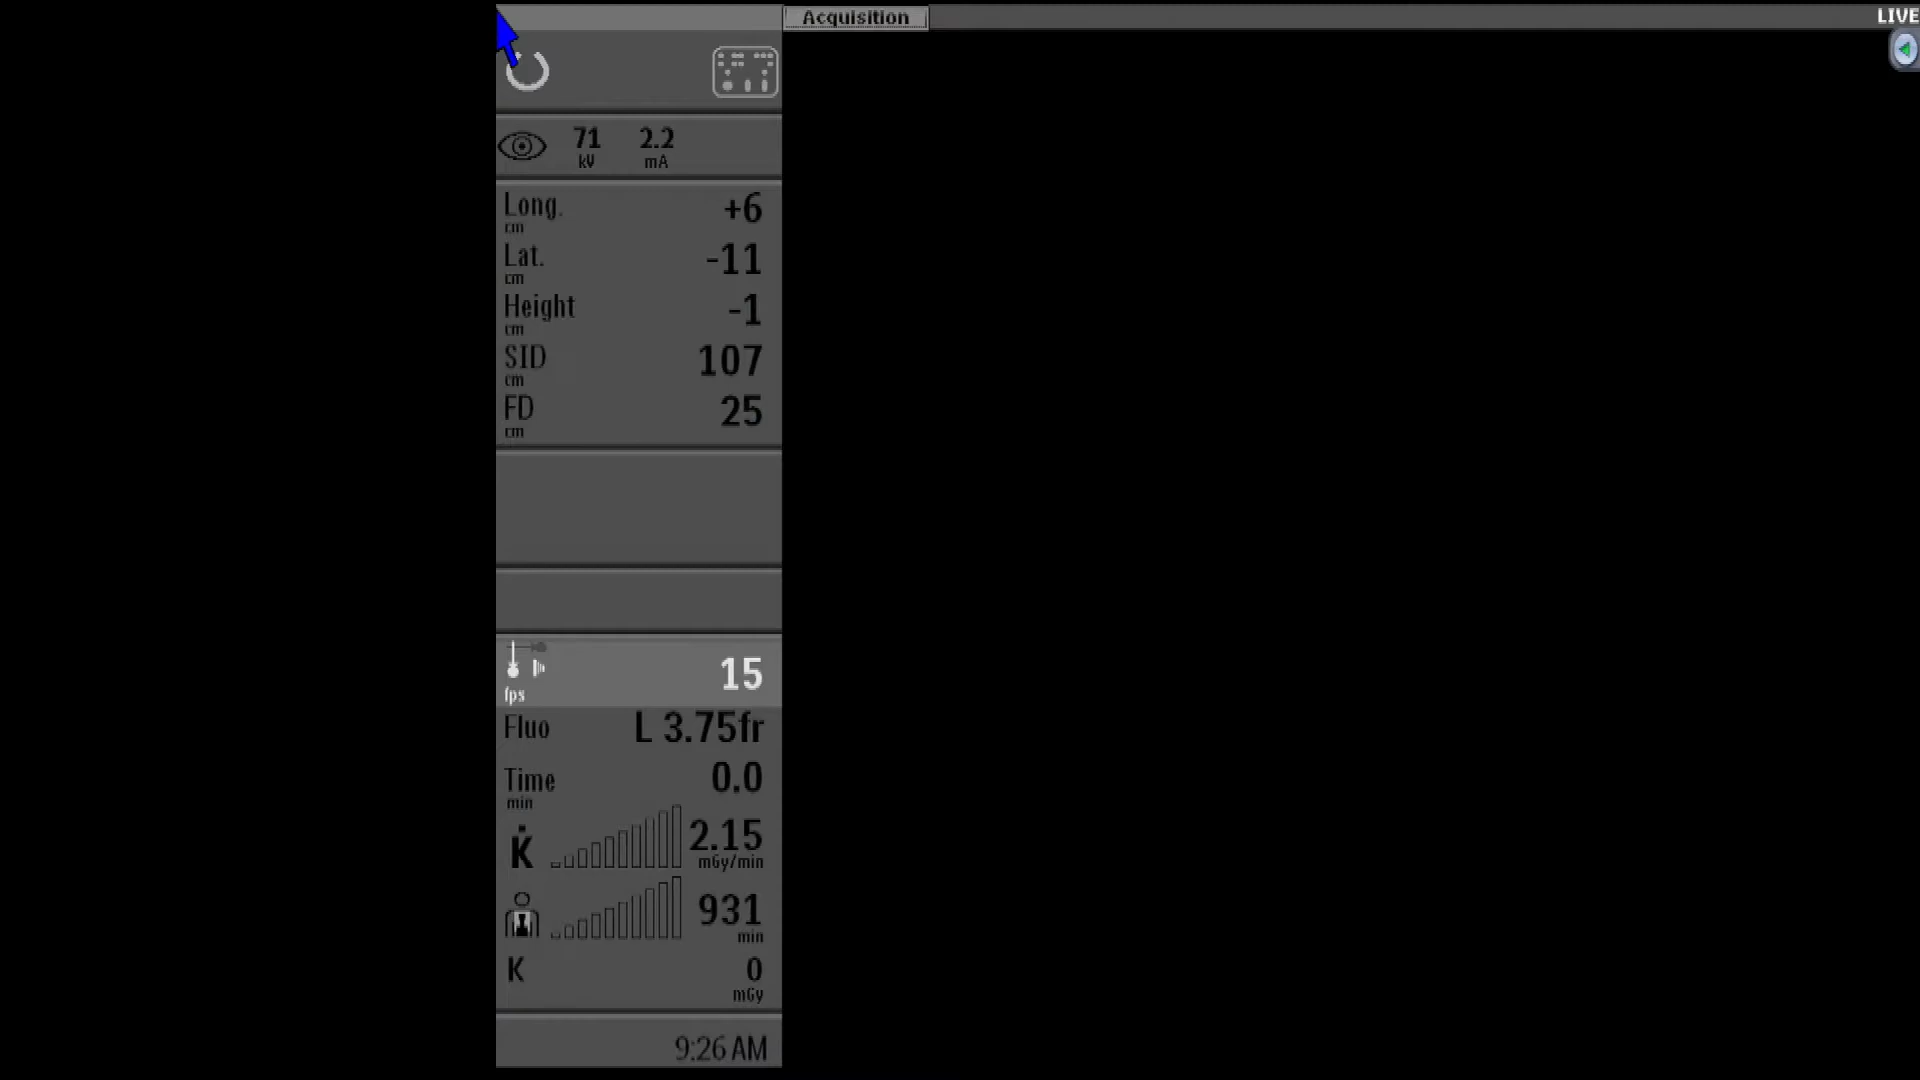 Acquisition
LIVE
71 2.2
kV mA
Long. +6
cm
Lat. -11
cm
Height -1
cm
SID 107
cm
FD 25
cm
15
fps
Fluo L 3.75fr
Time 0.0
min
K̇ 2.15
mGy/min
931
min
K 0
mGy
9:26 AM